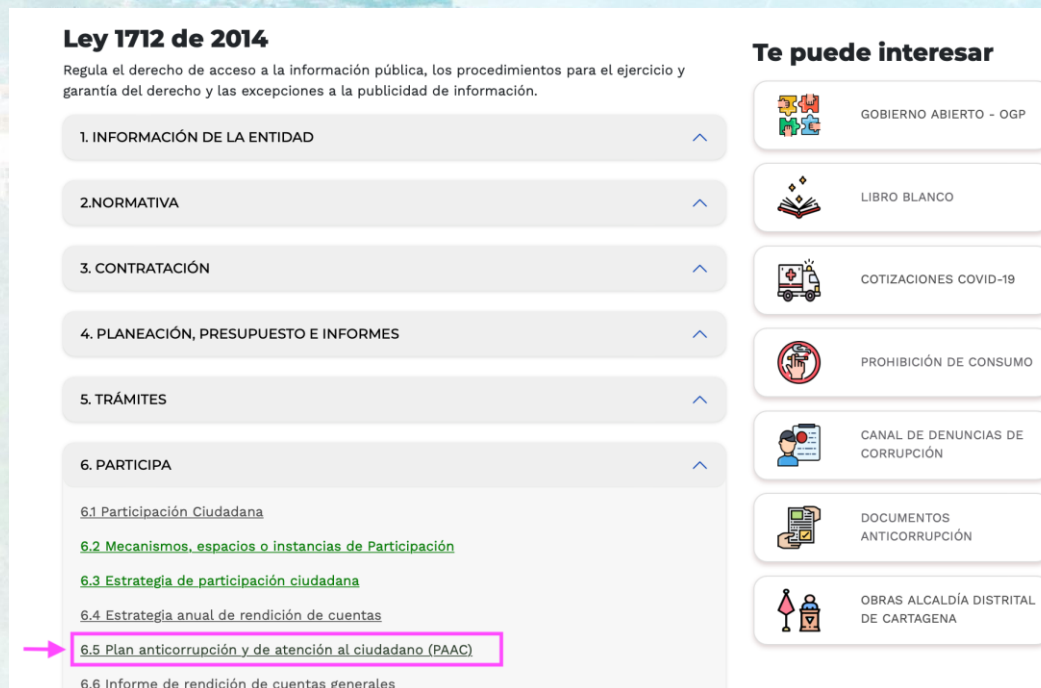 Ley 1712 de 2014
Regula el derecho de acceso a la información pública, los procedimientos para el ejercicio y
garantía del derecho y las excepciones a la publicidad de información.
1. INFORMACIÓN DE LA ENTIDAD
2.NORMATIVA
3. CONTRATACIÓN
4. PLANEACIÓN, PRESUPUESTO E INFORMES
5. TRÁMITES
6. PARTICIPA
6.1 Participación Ciudadana
6.2 Mecanismos, espacios o instancias de Participación
6.3 Estrategia de participación ciudadana
6.4 Estrategia anual de rendición de cuentas
6.5 Plan anticorrupción y de atención al ciudadano (PAAC)
6.6 Informe de rendición de cuentas generales
Te puede interesar
GOBIERNO ABIERTO - OGP
LIBRO BLANCO
COTIZACIONES COVID-19
PROHIBICIÓN DE CONSUMO
CANAL DE DENUNCIAS DE
CORRUPCIÓN
DOCUMENTOS
ANTICORRUPCIÓN
OBRAS ALCALDÍA DISTRITAL
DE CARTAGENA